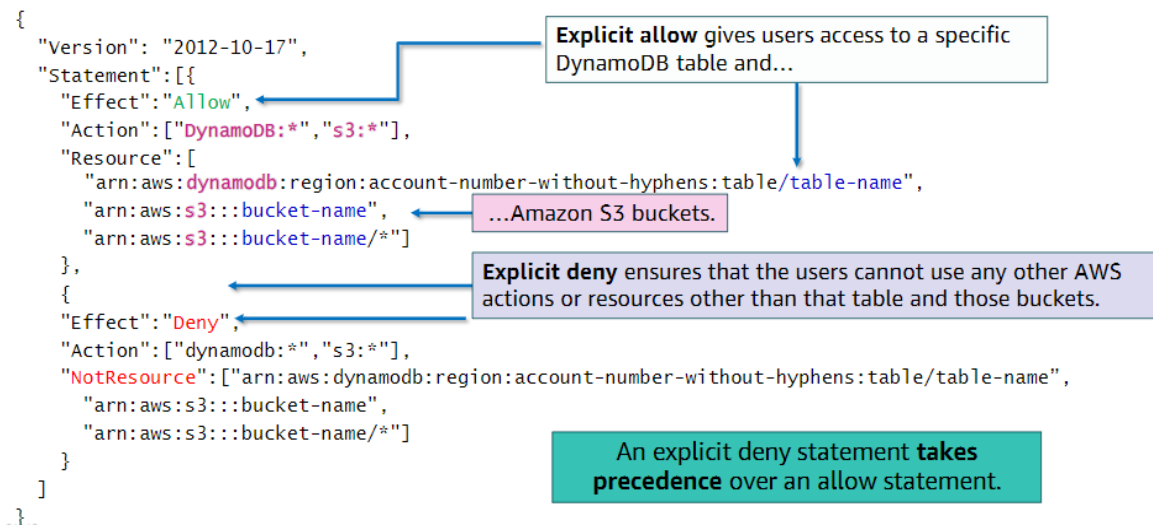 {
"Version": "2012-10-17",
"Statement":[{
"Effect":"Allow",
"Action":["DynamoDB:*","s3:*"],
"Resource":[
"arn:aws:dynamodb:region:account-number-without-hyphens:table/table-name",
"arn:aws:s3:::bucket-name",
"arn:aws:s3:::bucket-name/*"]
},
{
"Effect":"Deny",
"Action":["dynamodb:*","s3:*"],
"NotResource":["arn:aws:dynamodb:region:account-number-without-hyphens:table/table-name”,
"arn:aws:s3:::bucket-name",
"arn:aws:s3:::bucket-name/*"]
}
]
}
Explicit allow gives users access to a specific
DynamoDB table and…
…Amazon S3 buckets.
Explicit deny ensures that the users cannot use any other AWS
actions or resources other than that table and those buckets.
An explicit deny statement takes
precedence over an allow statement.